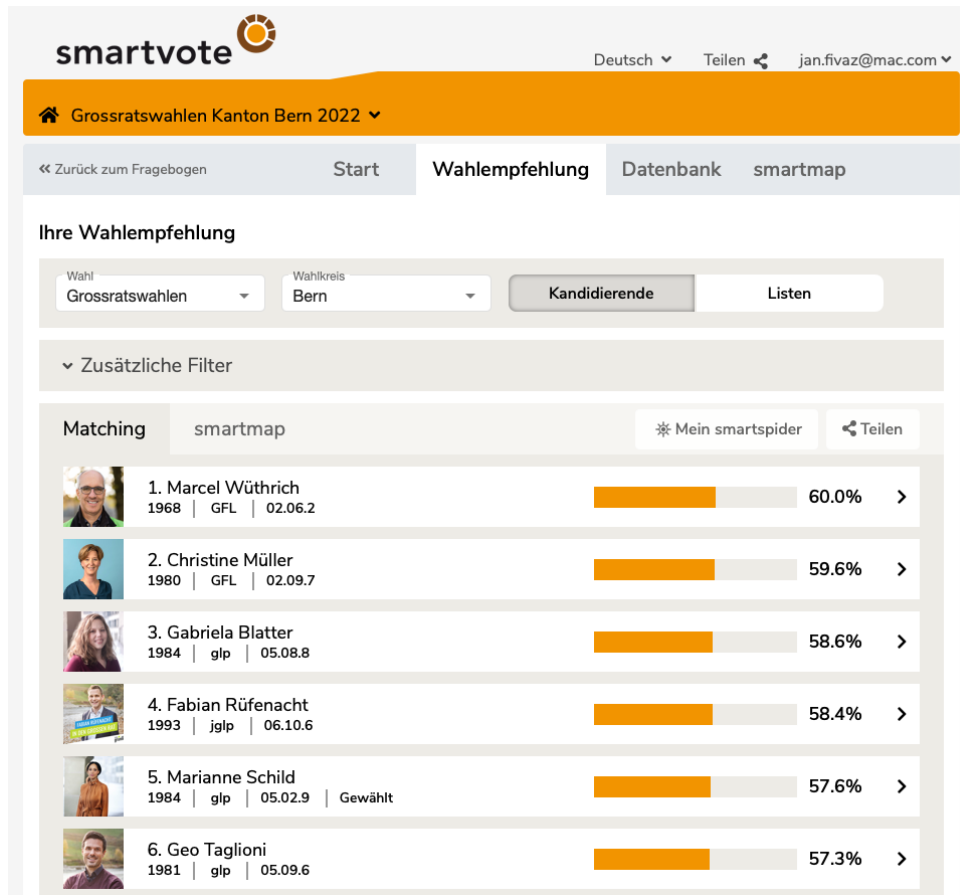 smartvote
Deutsch Teilen jan.fivaz@mac.com
Grossratswahlen Kanton Bern 2022
Zurück zum Fragebogen Start Wahlempfehlung Datenbank smartmap
Ihre Wahlempfehlung
Wahl Wahlkreis
Grossratswahlen Bern Kandidierende Listen
Zusätzliche Filter
Matching smartmap Mein smartspider Teilen
1. Marcel Wüthrich
1968 | GFL | 02.06.2 60.0%
2. Christine Müller
1980 | GFL | 02.09.7 59.6%
3. Gabriela Blatter
1984 | glp | 05.08.8 58.6%
4. Fabian Rüfenacht
1993 | jglp | 06.10.6 58.4%
5. Marianne Schild
1984 | glp | 05.02.9 | Gewählt 57.6%
6. Geo Taglioni
1981 | glp | 05.09.6 57.3%